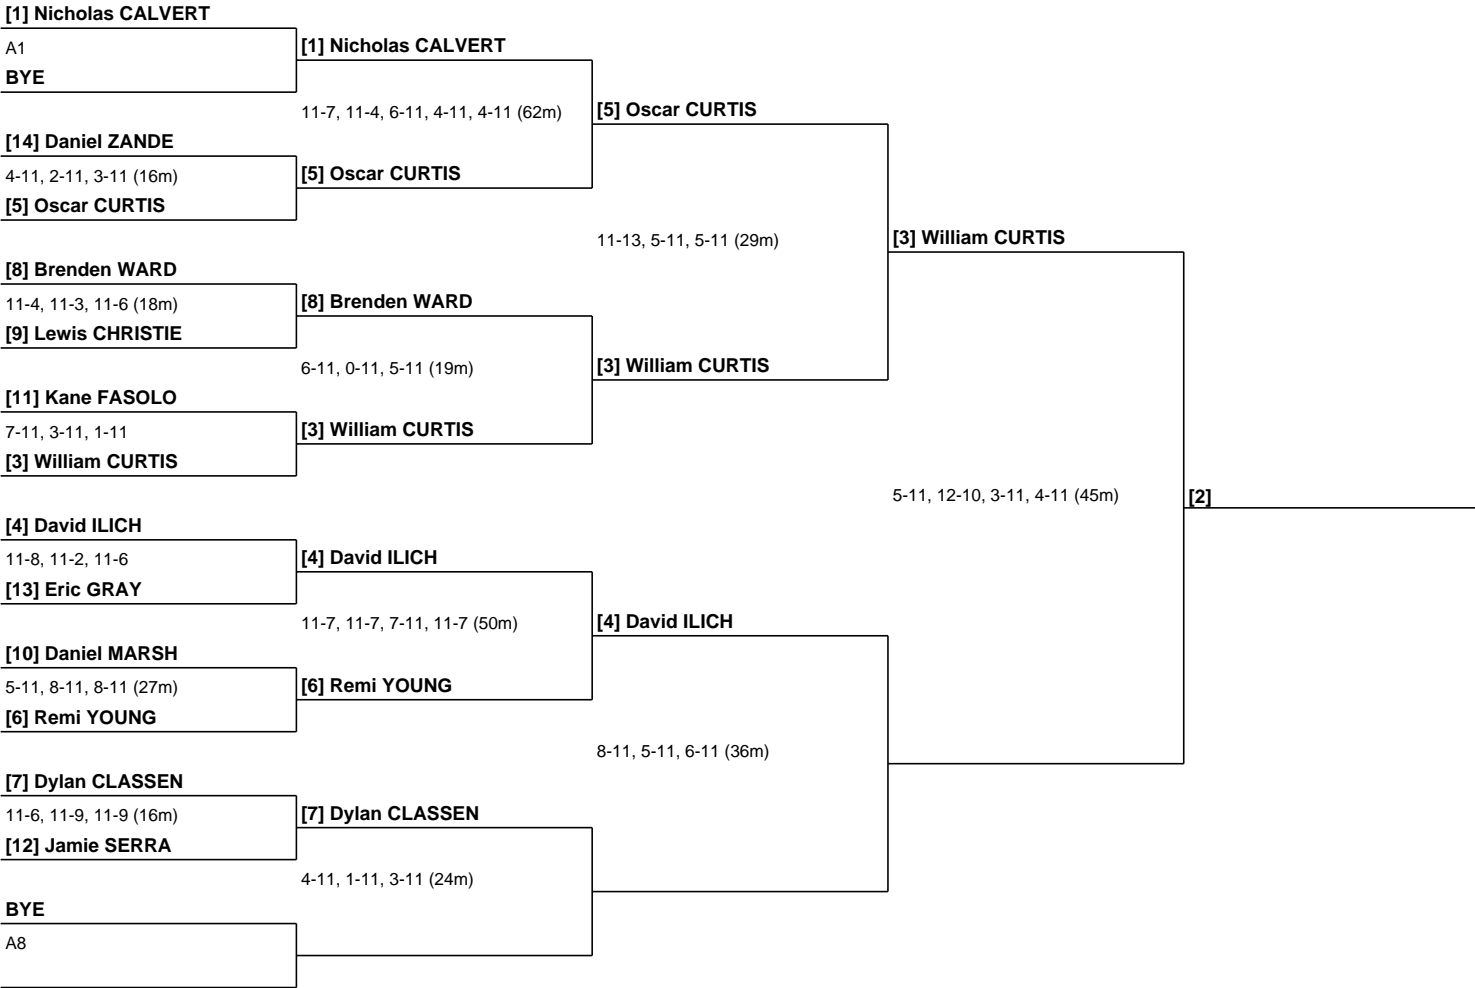 [1] Nicholas CALVERT
A1
BYE
[14] Daniel ZANDE
4-11, 2-11, 3-11 (16m)
[5] Oscar CURTIS
[8] Brenden WARD
11-4, 11-3, 11-6 (18m)
[9] Lewis CHRISTIE
[11] Kane FASOLO
7-11, 3-11, 1-11
[3] William CURTIS
[4] David ILICH
11-8, 11-2, 11-6
[13] Eric GRAY
[10] Daniel MARSH
5-11, 8-11, 8-11 (27m)
[6] Remi YOUNG
[7] Dylan CLASSEN
11-6, 11-9, 11-9 (16m)
[12] Jamie SERRA
BYE
A8
[1] Nicholas CALVERT
11-7, 11-4, 6-11, 4-11, 4-11 (62m)
[5] Oscar CURTIS
[8] Brenden WARD
6-11, 0-11, 5-11 (19m)
[3] William CURTIS
[4] David ILICH
11-7, 11-7, 7-11, 11-7 (50m)
[6] Remi YOUNG
[7] Dylan CLASSEN
4-11, 1-11, 3-11 (24m)
[5] Oscar CURTIS
11-13, 5-11, 5-11 (29m)
[3] William CURTIS
[4] David ILICH
8-11, 5-11, 6-11 (36m)
[3] William CURTIS
5-11, 12-10, 3-11, 4-11 (45m)
[2]